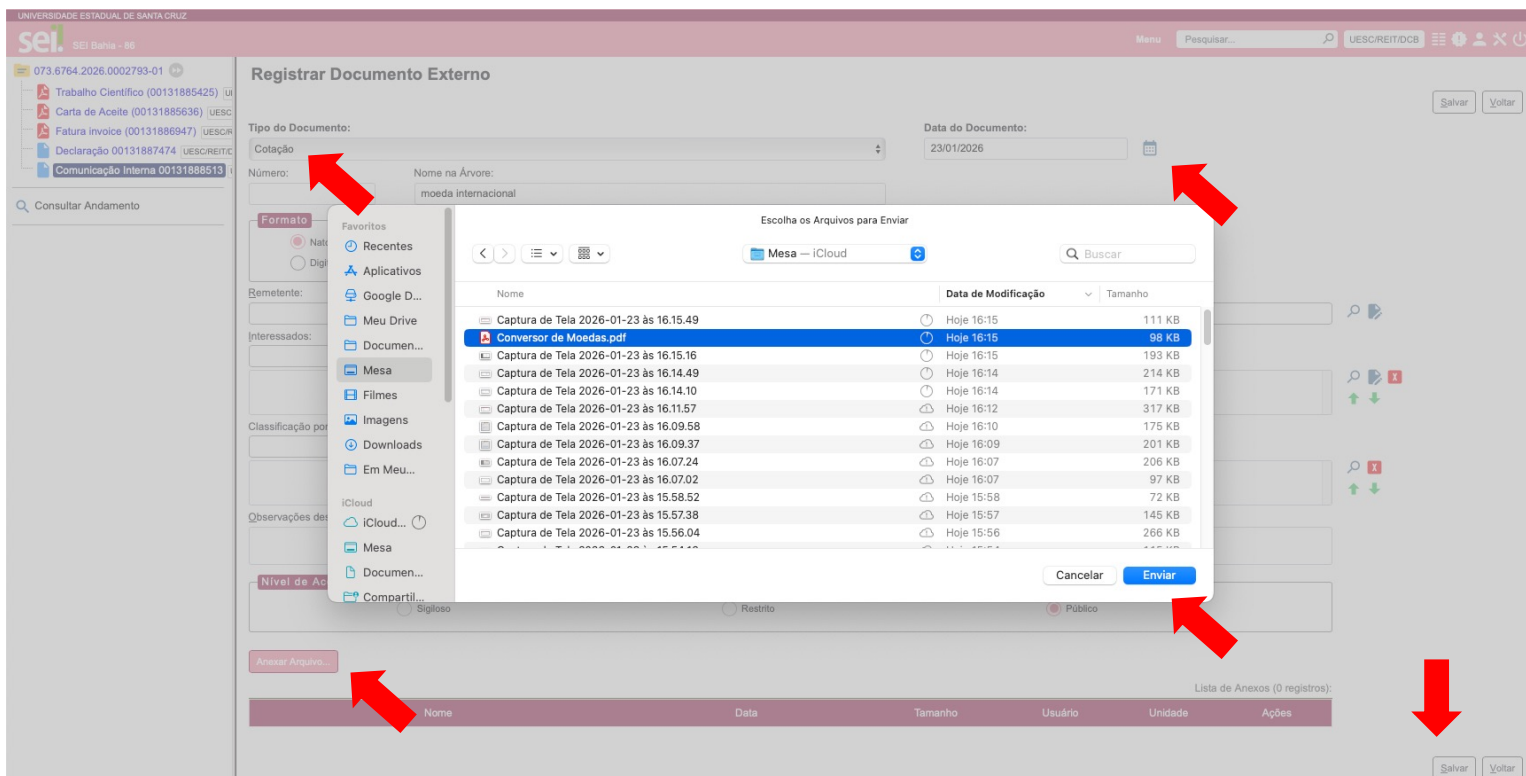 UNIVERSIDADE ESTADUAL DE SANTA CRUZ
sei. SEI Bahia - 86
Menu Pesquisar... UESC/REIT/DCB
073.6764.2026.0002793-01
Trabalho Científico (00131885425)
Carta de Aceite (00131885636) UESC
Fatura invoice (00131886947) UESC/R
Declaração 00131887474 UESC/REIT/D
Comunicação Interna 00131888513
Consultar Andamento
Registrar Documento Externo
Salvar Voltar
Tipo do Documento: Data do Documento:
Cotação 23/01/2026
Número: Nome na Árvore:
moeda internacional
Formato
Nato
Digi
Remetente:
Interessados:
Classificação por
Observações des
Nível de Ac
Sigiloso Restrito Público
Escolha os Arquivos para Enviar
Mesa — iCloud Buscar
Favoritos
Recentes
Aplicativos
Google D...
Meu Drive
Documen...
Mesa
Filmes
Imagens
Downloads
Em Meu...
iCloud
iCloud...
Mesa
Documen...
Compartil...
Nome Data de Modificação Tamanho
Captura de Tela 2026-01-23 às 16.15.49 Hoje 16:15 111 KB
Conversor de Moedas.pdf Hoje 16:15 98 KB
Captura de Tela 2026-01-23 às 16.15.16 Hoje 16:15 193 KB
Captura de Tela 2026-01-23 às 16.14.49 Hoje 16:14 214 KB
Captura de Tela 2026-01-23 às 16.14.10 Hoje 16:14 171 KB
Captura de Tela 2026-01-23 às 16.11.57 Hoje 16:12 317 KB
Captura de Tela 2026-01-23 às 16.09.58 Hoje 16:10 175 KB
Captura de Tela 2026-01-23 às 16.09.37 Hoje 16:09 201 KB
Captura de Tela 2026-01-23 às 16.07.24 Hoje 16:07 206 KB
Captura de Tela 2026-01-23 às 16.07.02 Hoje 16:07 97 KB
Captura de Tela 2026-01-23 às 15.58.52 Hoje 15:58 72 KB
Captura de Tela 2026-01-23 às 15.57.38 Hoje 15:57 145 KB
Captura de Tela 2026-01-23 às 15.56.04 Hoje 15:56 266 KB
Cancelar Enviar
Anexar Arquivo...
Lista de Anexos (0 registros):
Nome Data Tamanho Usuário Unidade Ações
Salvar Voltar